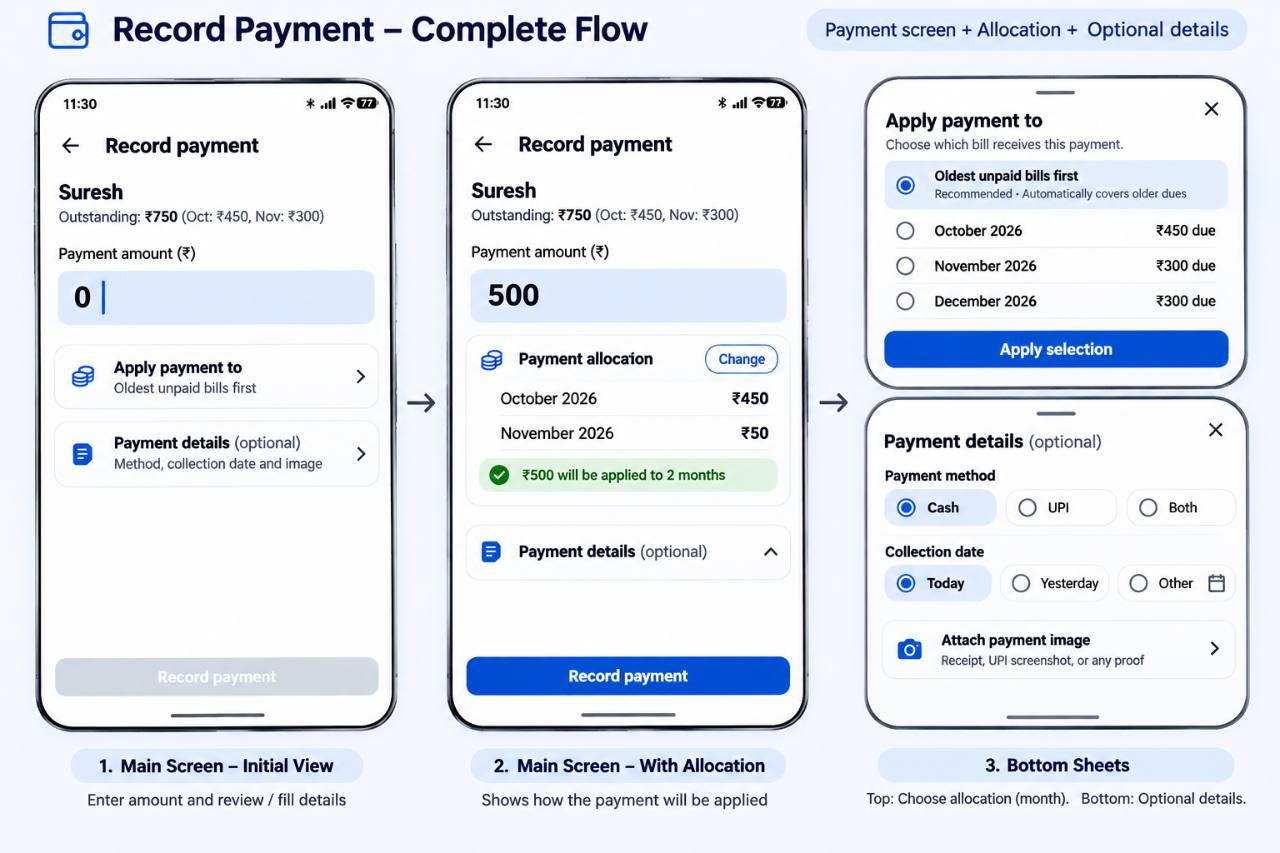 Record Payment – Complete Flow
Payment screen + Allocation + Optional details
11:30
77
Record payment
Suresh
Outstanding: ₹750 (Oct: ₹450, Nov: ₹300)
Payment amount (₹)
0
Apply payment to
Oldest unpaid bills first
Payment details (optional)
Method, collection date and image
Record payment
1. Main Screen – Initial View
Enter amount and review / fill details
11:30
77
Record payment
Suresh
Outstanding: ₹750 (Oct: ₹450, Nov: ₹300)
Payment amount (₹)
500
Payment allocation
Change
October 2026 ₹450
November 2026 ₹50
₹500 will be applied to 2 months
Payment details (optional)
Record payment
2. Main Screen – With Allocation
Shows how the payment will be applied
Apply payment to
Choose which bill receives this payment.
Oldest unpaid bills first
Recommended · Automatically covers older dues
October 2026 ₹450 due
November 2026 ₹300 due
December 2026 ₹300 due
Apply selection
Payment details (optional)
Payment method
Cash UPI Both
Collection date
Today Yesterday Other
Attach payment image
Receipt, UPI screenshot, or any proof
3. Bottom Sheets
Top: Choose allocation (month). Bottom: Optional details.